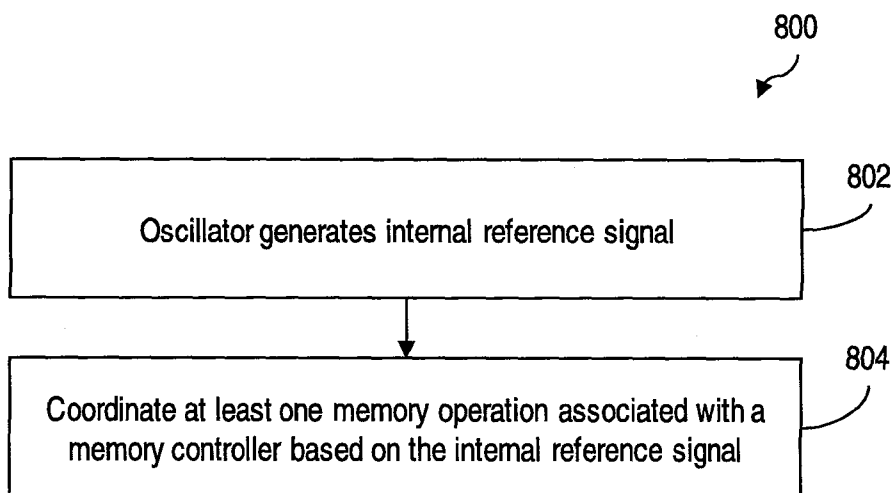 800
802
Oscillator generates internal reference signal
804
Coordinate at least one memory operation associated with a
memory controller based on the internal reference signal